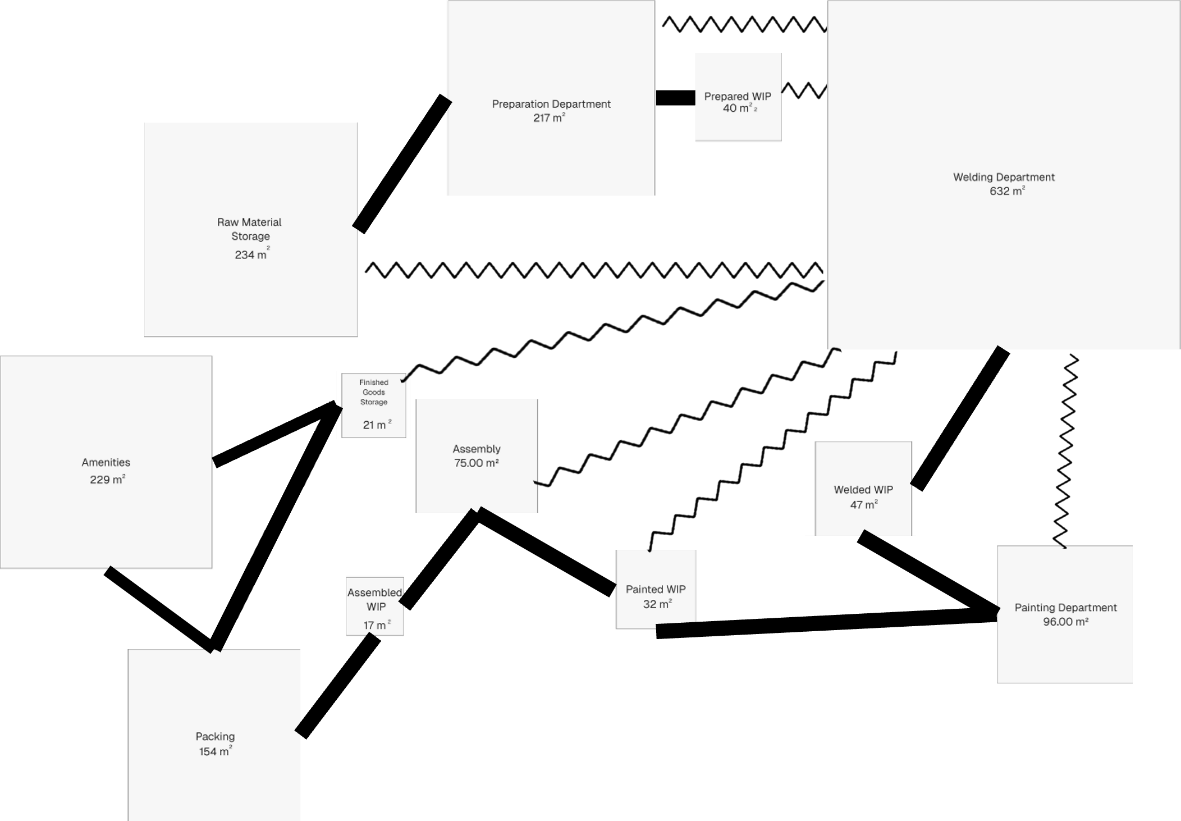 Preparation Department
217 m²
Prepared WIP
40 m² ₂
Welding Department
632 m²
Raw Material
Storage
234 m²
Finished
Goods
Storage
21 m²
Assembly
75.00 m²
Amenities
229 m²
Welded WIP
47 m²
Assembled
WIP
17 m²
Painted WIP
32 m²
Painting Department
96.00 m²
Packing
154 m²